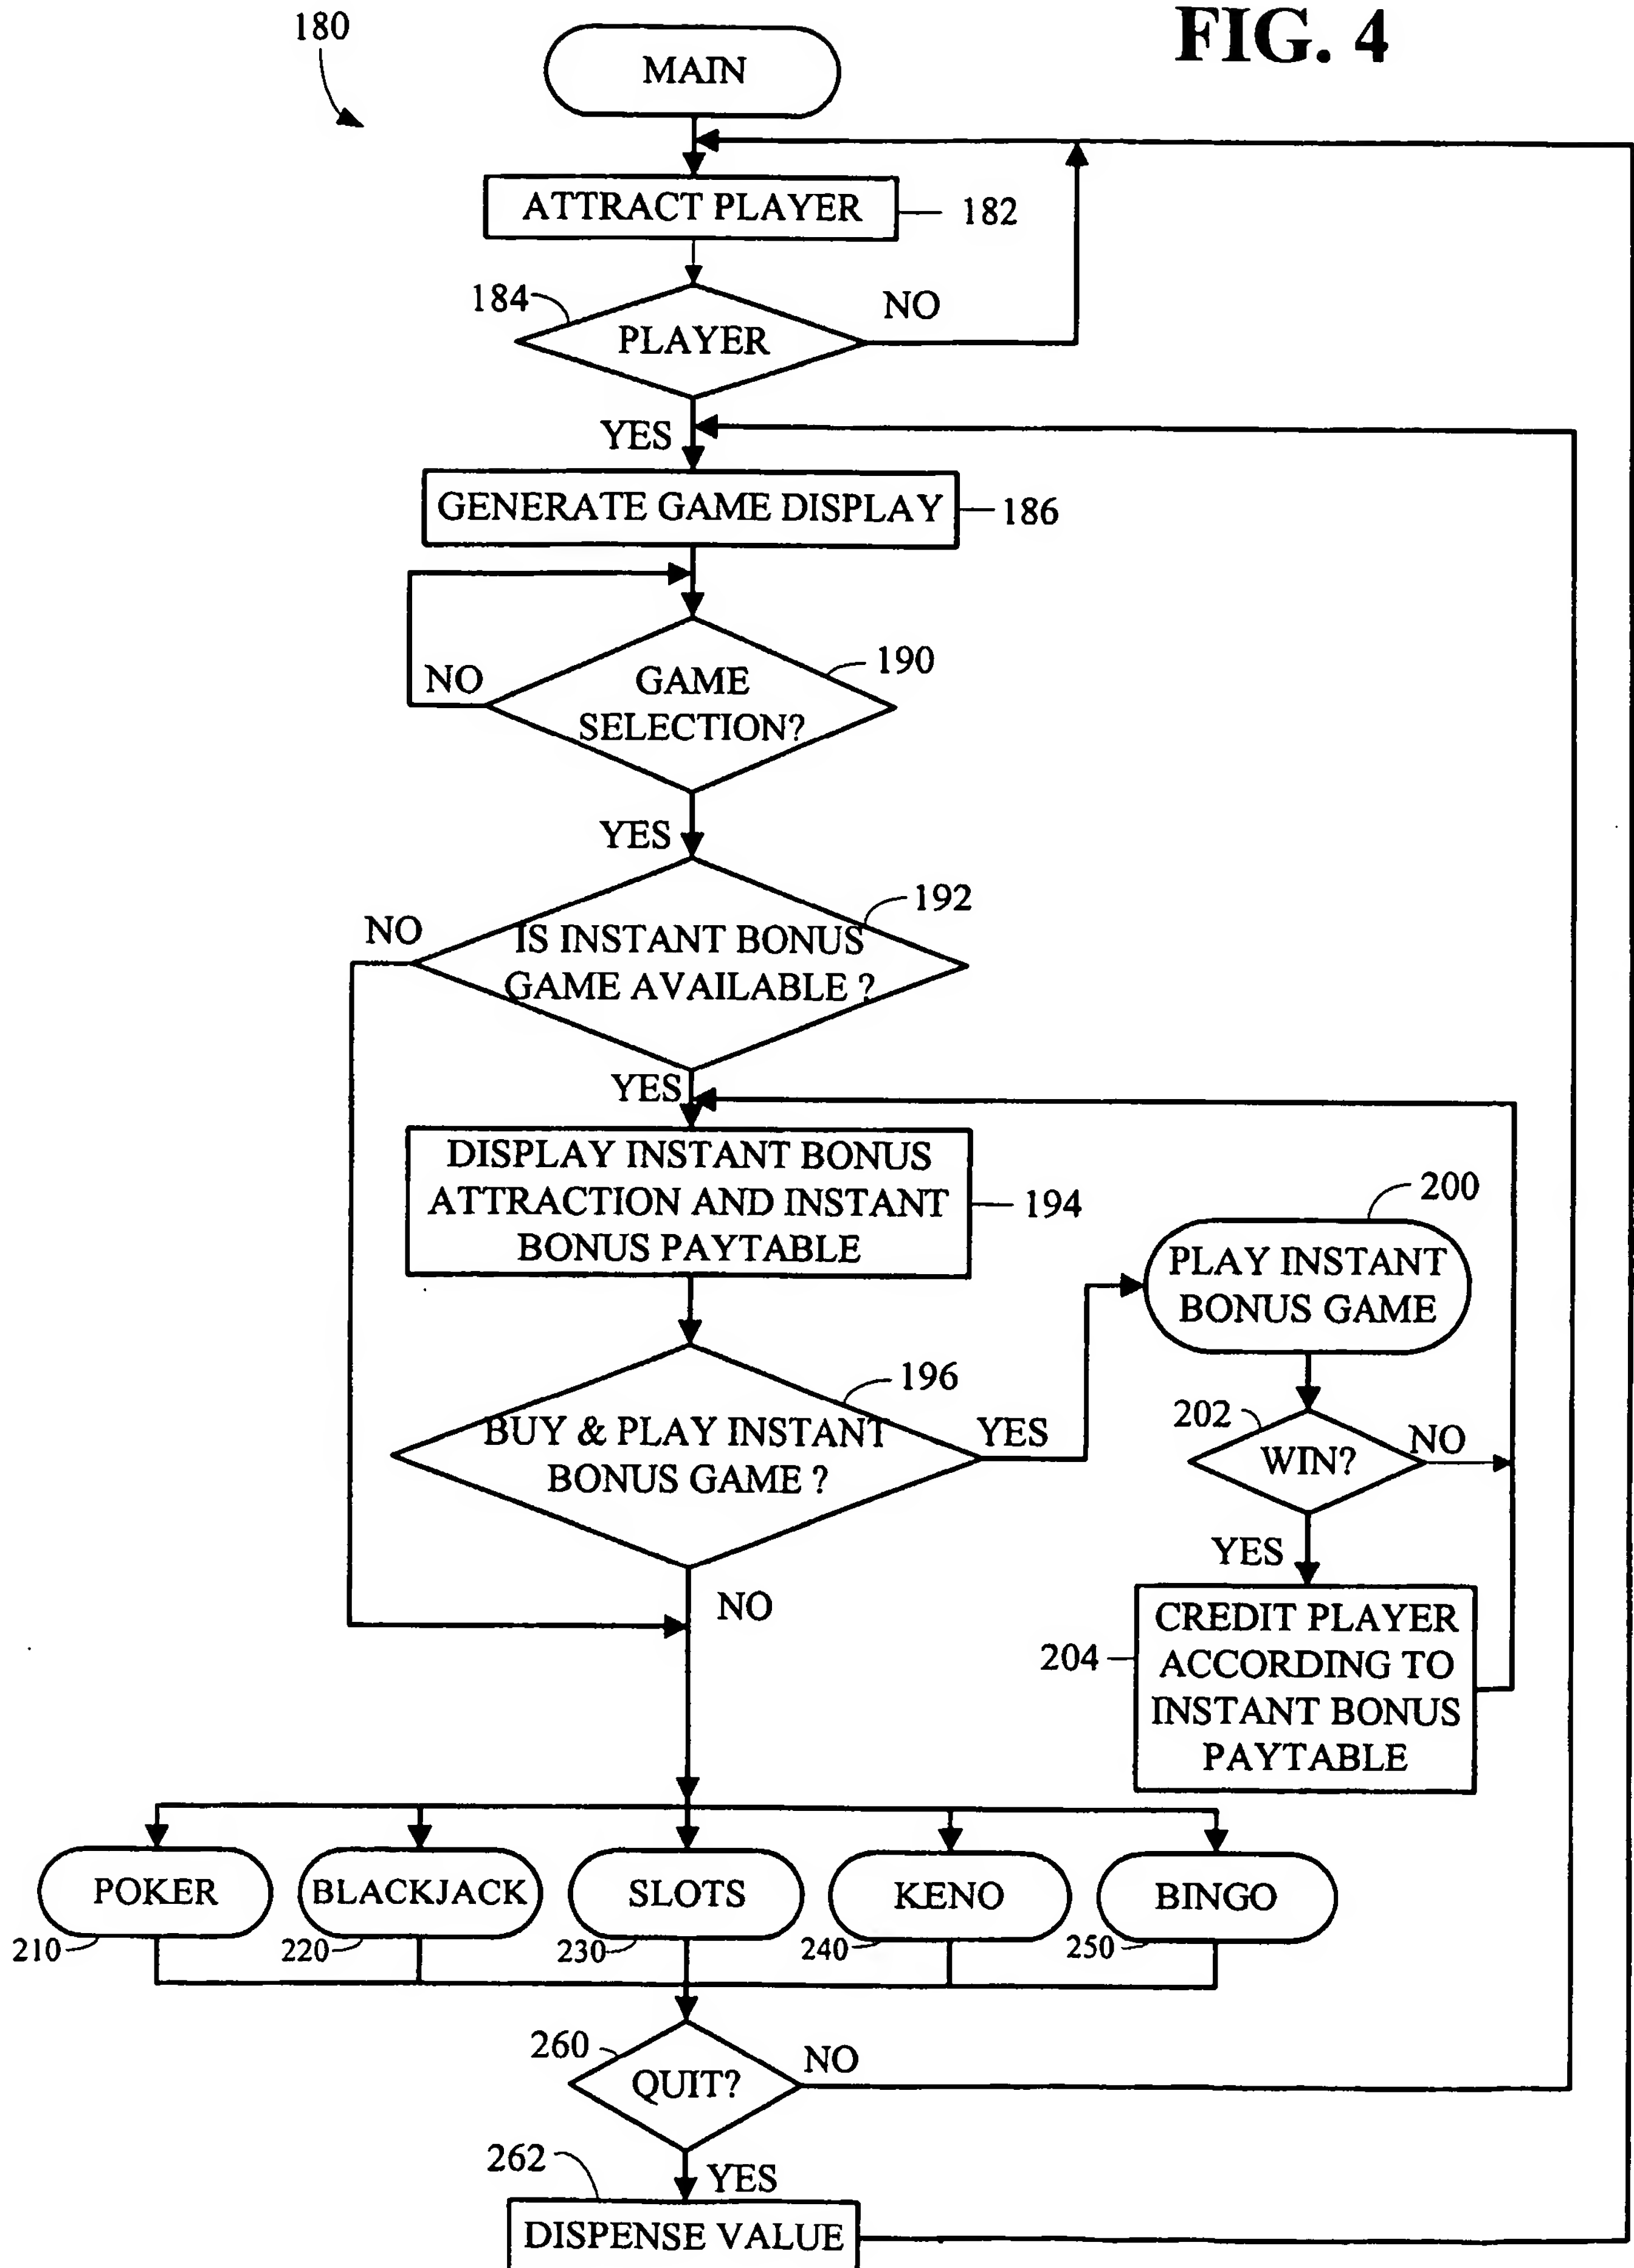 FIG. 4
180
MAIN
ATTRACT PLAYER
182
184
PLAYER
NO
YES
GENERATE GAME DISPLAY
186
190
NO
GAME
SELECTION?
YES
192
NO
IS INSTANT BONUS
GAME AVAILABLE ?
YES
DISPLAY INSTANT BONUS
ATTRACTION AND INSTANT
BONUS PAYTABLE
194
200
PLAY INSTANT
BONUS GAME
196
BUY & PLAY INSTANT
BONUS GAME ?
YES
202
WIN?
NO
YES
NO
204
CREDIT PLAYER
ACCORDING TO
INSTANT BONUS
PAYTABLE
POKER
BLACKJACK
SLOTS
KENO
BINGO
210
220
230
240
250
260
QUIT?
NO
262
YES
DISPENSE VALUE